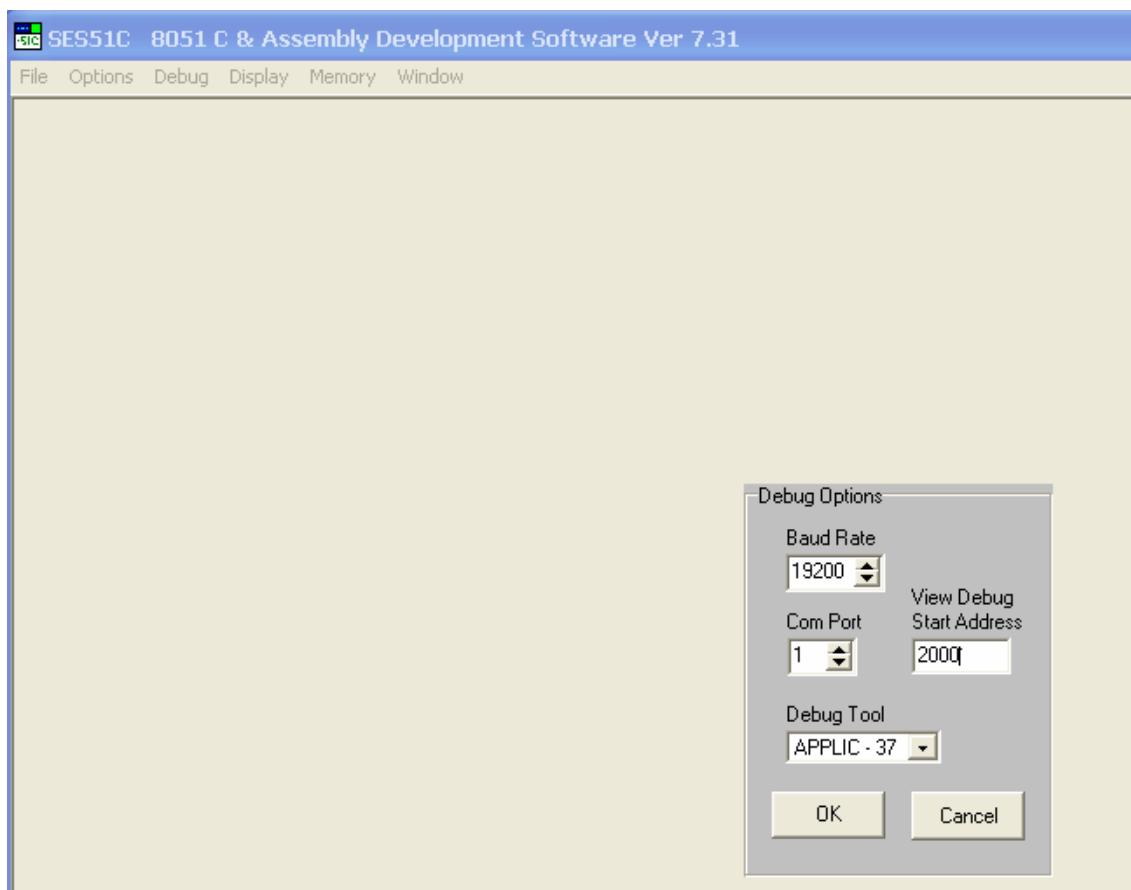 SIC SES51C 8051 C & Assembly Development Software Ver 7.31
File Options Debug Display Memory Window
Debug Options
Baud Rate
19200
View Debug
Com Port Start Address
1 2000
Debug Tool
APPLIC - 37
OK Cancel